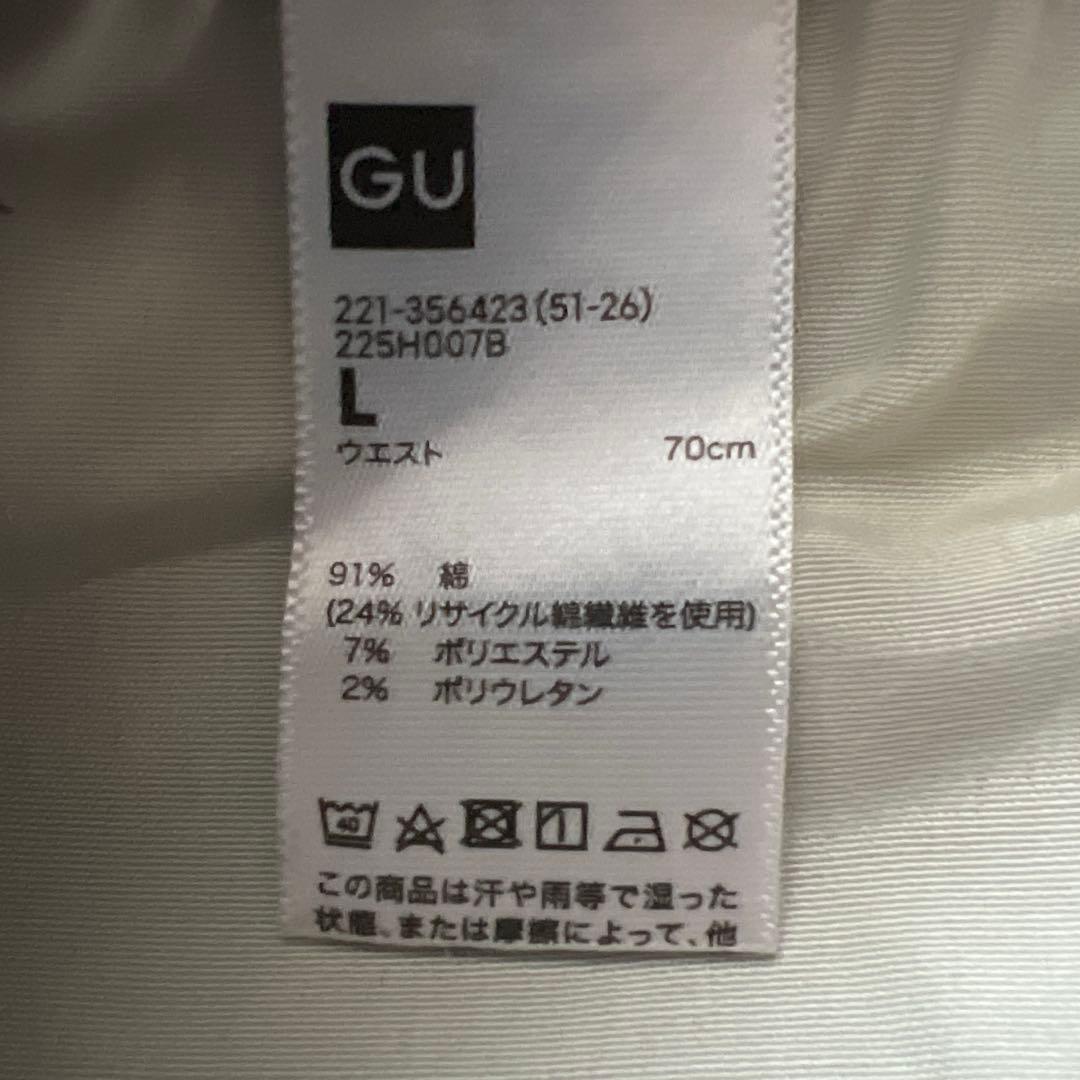 GU
221-356423(51-26)
225H007B
L
ウエスト 70cm
91% 綿
(24% リサイクル綿繊維を使用)
7% ポリエステル
2% ポリウレタン
40
この商品は汗や雨等で湿った
状態、または摩擦によって、他